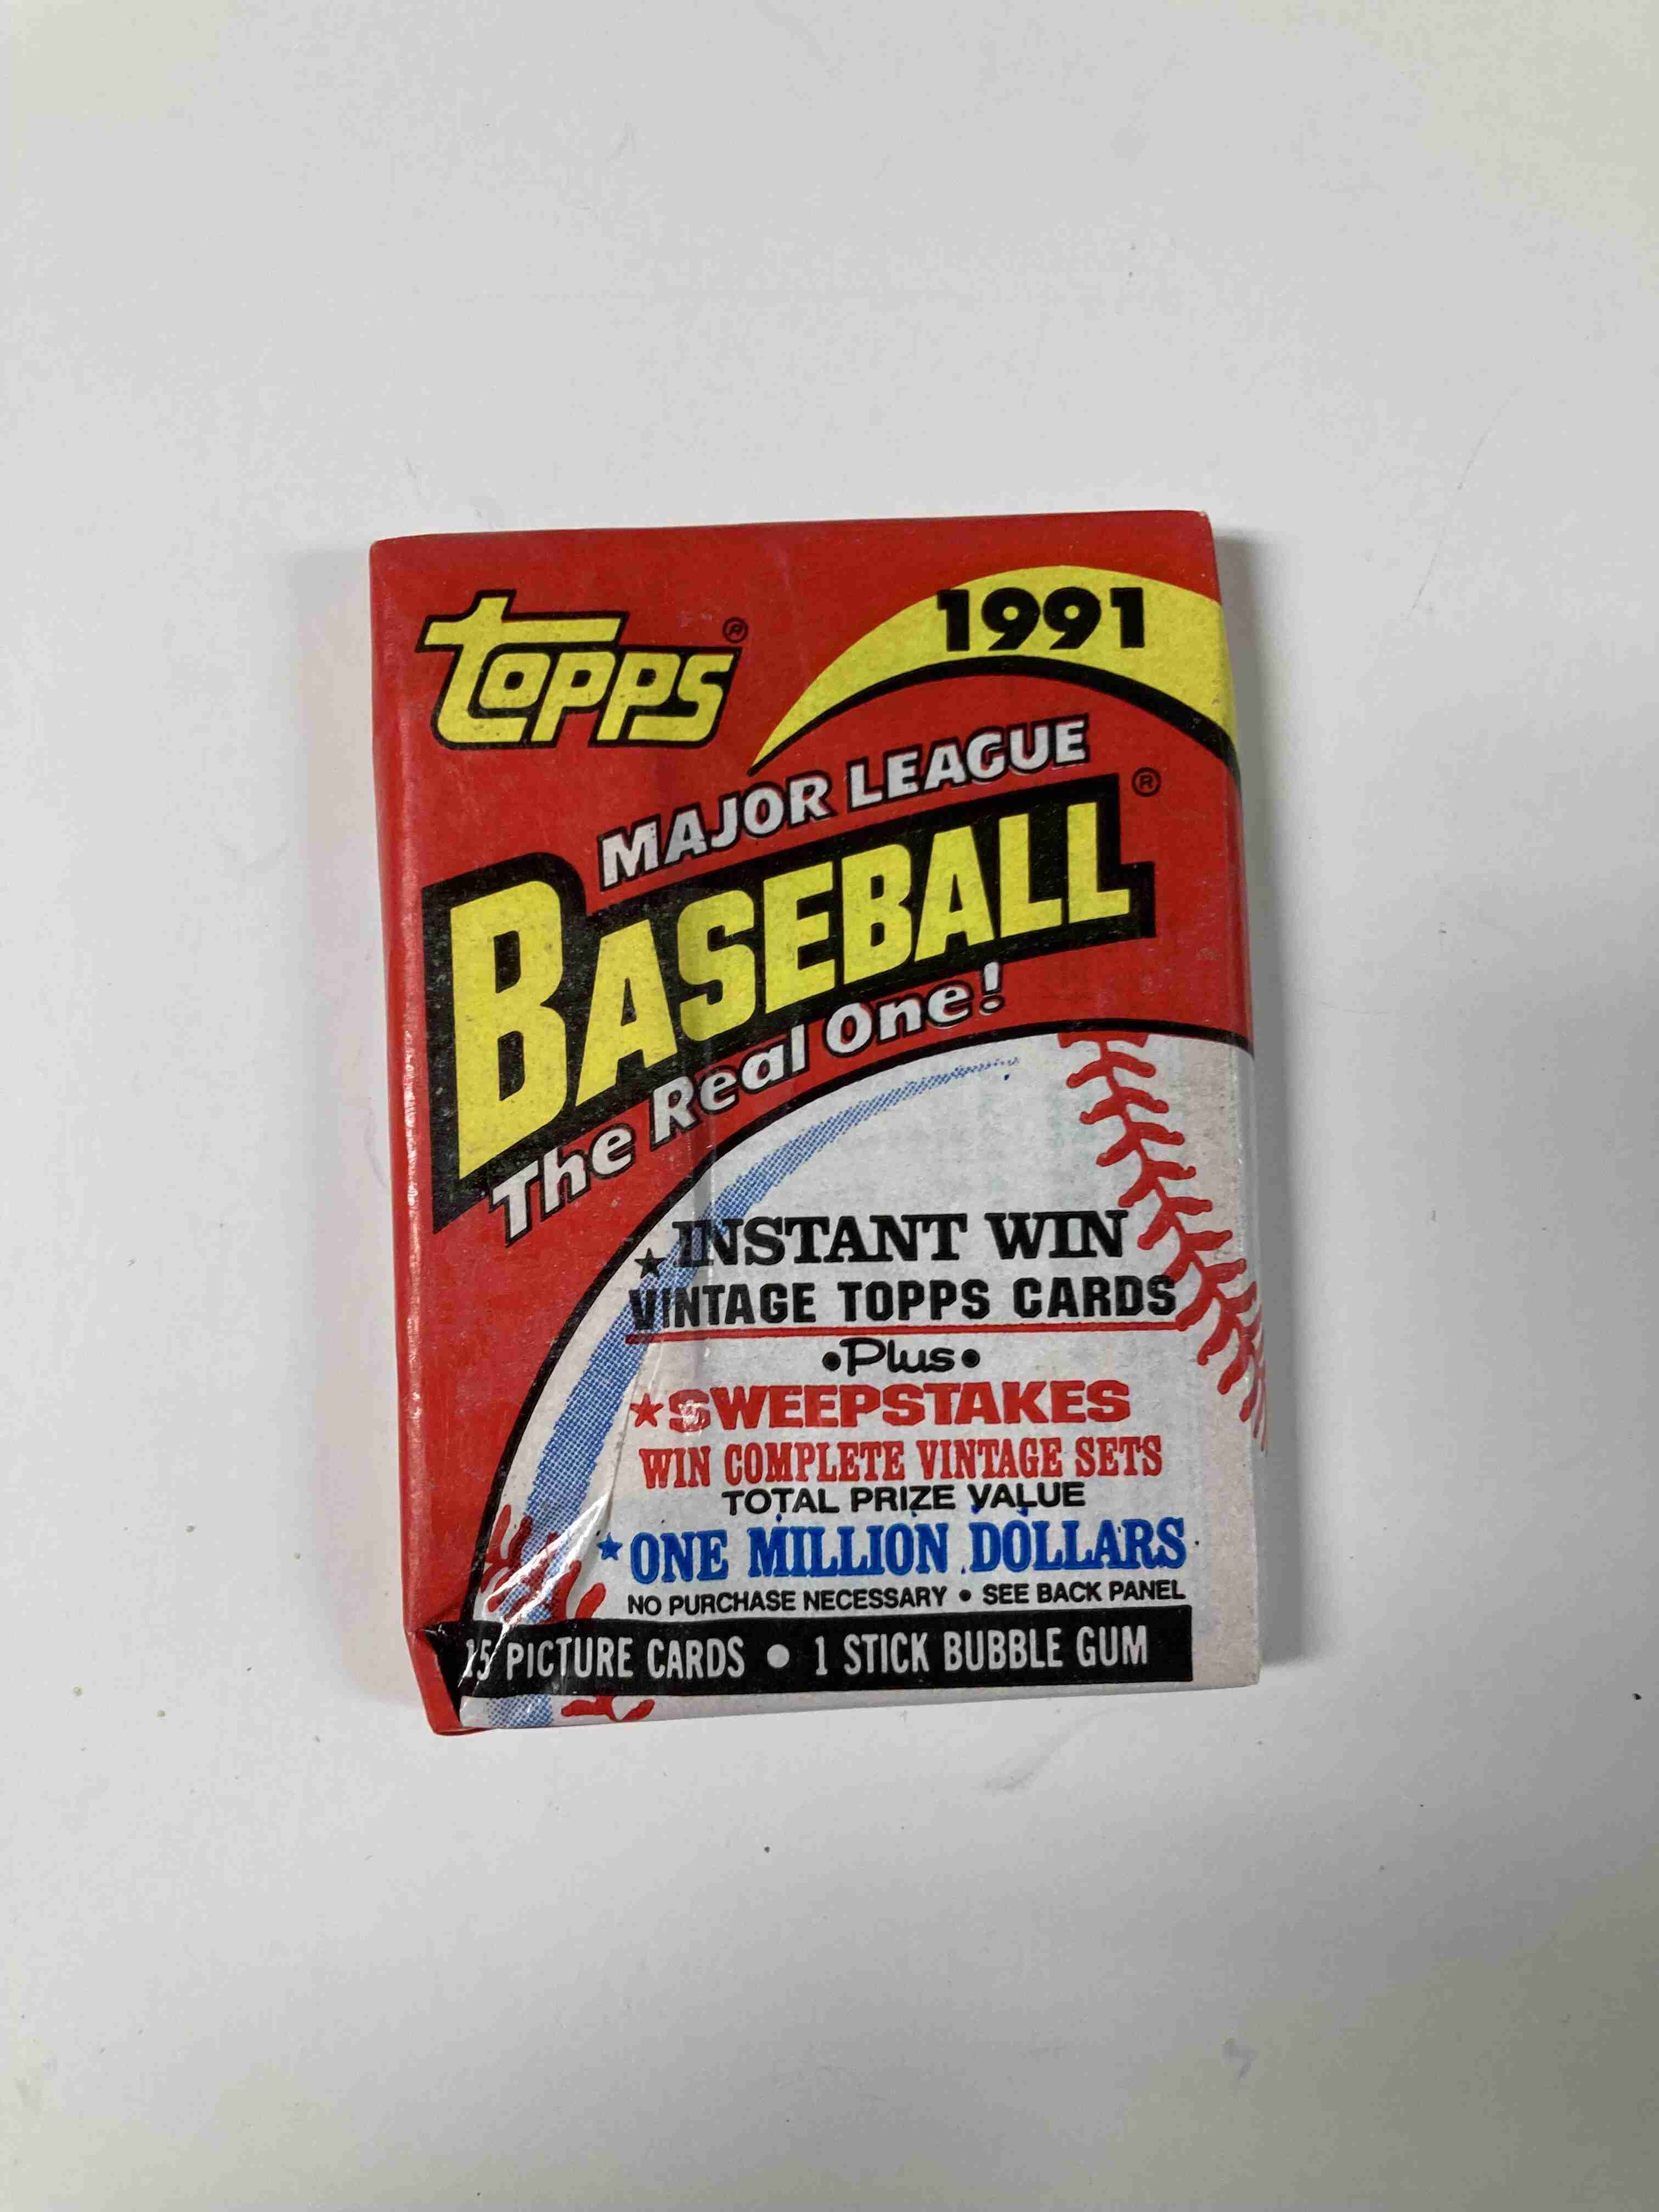 topps®
1991
MAJOR LEAGUE
BASEBALL®
The Real One!
★INSTANT WIN
VINTAGE TOPPS CARDS
•Plus•
★SWEEPSTAKES
WIN COMPLETE VINTAGE SETS
TOTAL PRIZE VALUE
★ONE MILLION DOLLARS
NO PURCHASE NECESSARY • SEE BACK PANEL
15 PICTURE CARDS • 1 STICK BUBBLE GUM